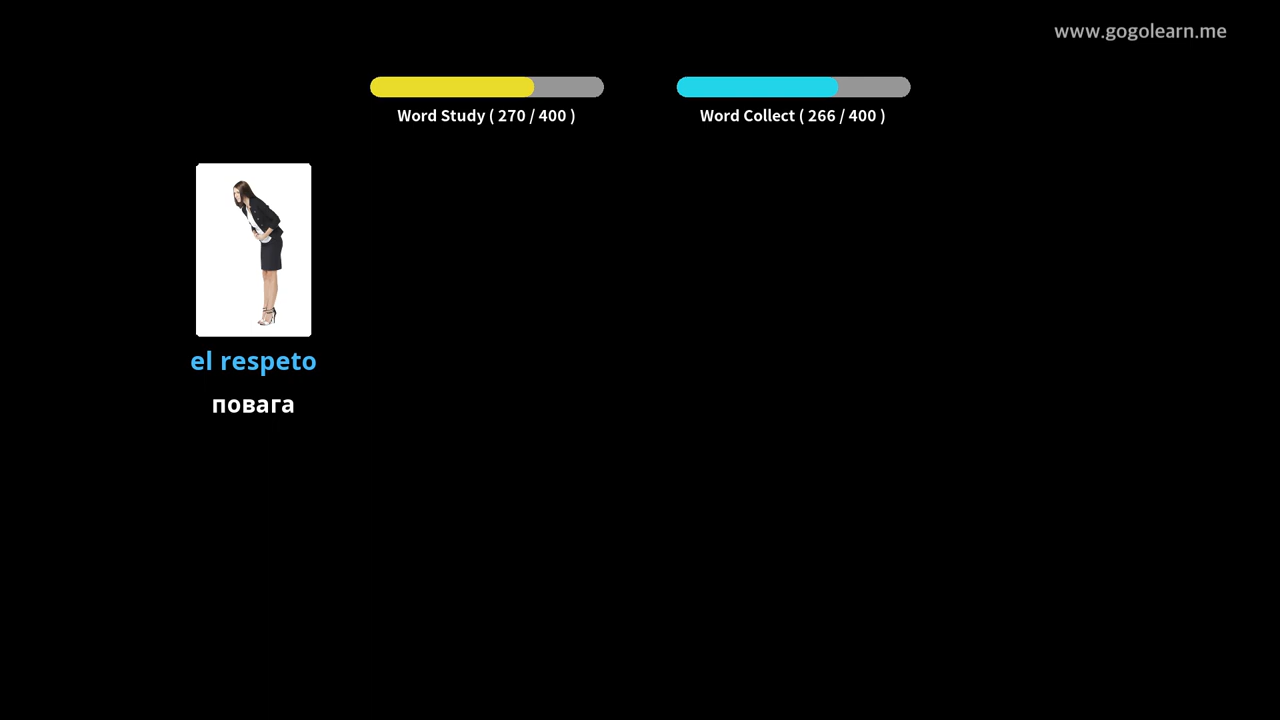 www.gogolearn.me
Word Study ( 270 / 400 )
Word Collect ( 266 / 400 )
el respeto
повага